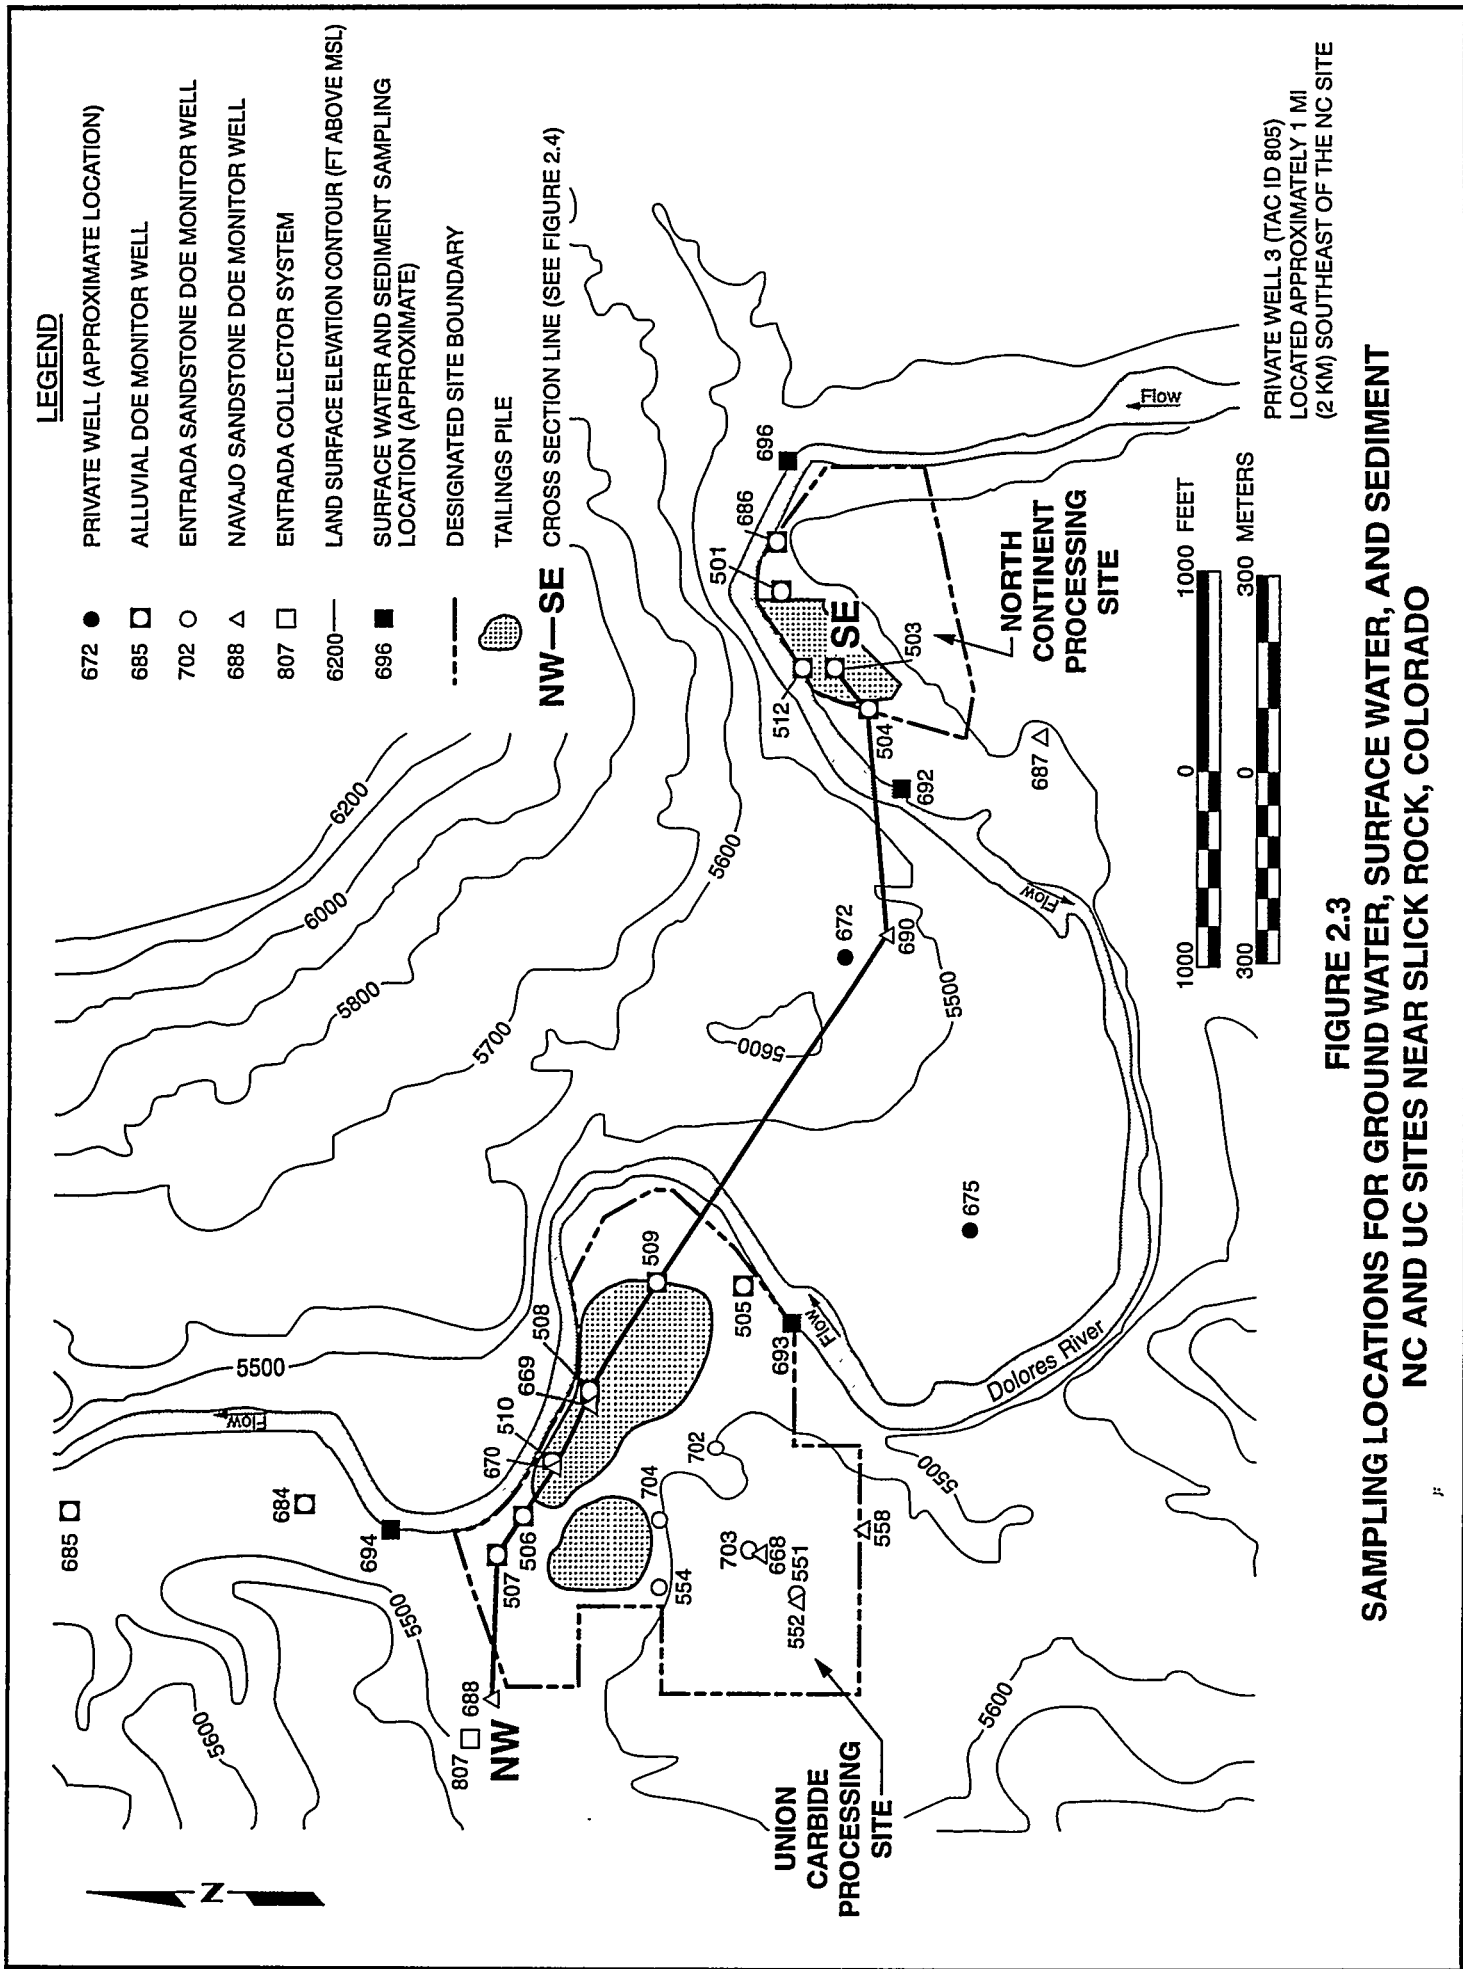 LEGEND
672 PRIVATE WELL (APPROXIMATE LOCATION)
685 ALLUVIAL DOE MONITOR WELL
702 ENTRADA SANDSTONE DOE MONITOR WELL
688 NAVAJO SANDSTONE DOE MONITOR WELL
807 ENTRADA COLLECTOR SYSTEM
6200 LAND SURFACE ELEVATION CONTOUR (FT ABOVE MSL)
696 SURFACE WATER AND SEDIMENT SAMPLING
LOCATION (APPROXIMATE)
DESIGNATED SITE BOUNDARY
TAILINGS PILE
NW—SE CROSS SECTION LINE (SEE FIGURE 2.4)
N
685
684
694
5500
Flow
5500
5600
807
688
NW
507
506
670
510
669
508
509
505
693
Flow
704
702
554
703
668
552
551
558
5500
5600
UNION
CARBIDE
PROCESSING
SITE
Dolores River
675
672
690
5500
5600
5700
5800
6000
6200
5600
Flow
692
687
504
512
503
SE
501
686
696
Flow
NORTH
CONTINENT
PROCESSING
SITE
PRIVATE WELL 3 (TAC ID 805)
LOCATED APPROXIMATELY 1 MI
(2 KM) SOUTHEAST OF THE NC SITE
1000 0 1000 FEET
300 0 300 METERS
FIGURE 2.3
SAMPLING LOCATIONS FOR GROUND WATER, SURFACE WATER, AND SEDIMENT
NC AND UC SITES NEAR SLICK ROCK, COLORADO